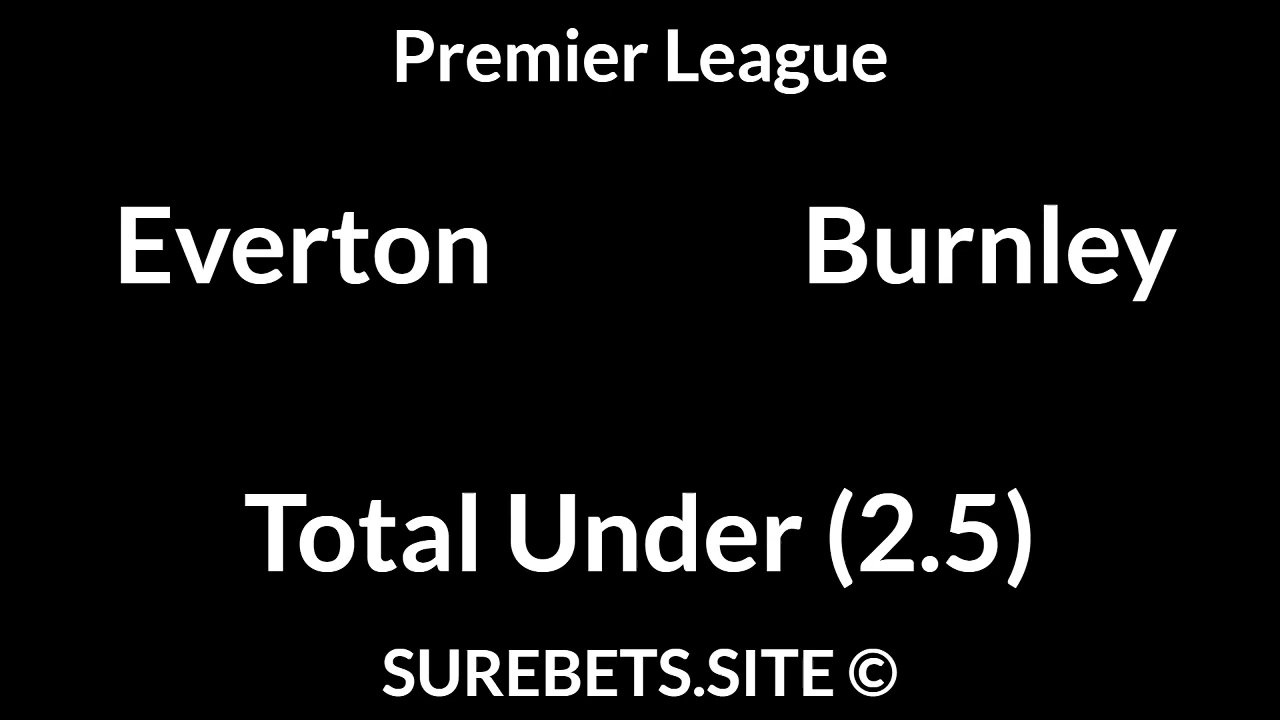 Premier League
Everton Burnley
Total Under (2.5)
SUREBETS.SITE ©